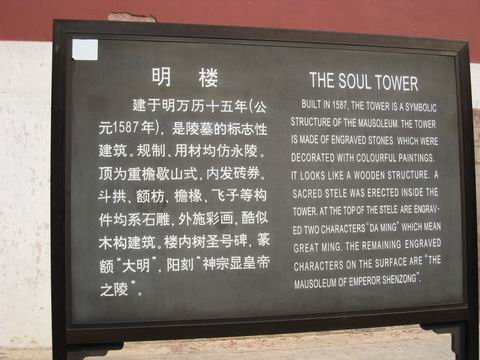 明 楼
建于明万历十五年(公
元1587年)，是陵墓的标志性
建筑。规制、用材均仿永陵。
顶为重檐歇山式、内发砖券。
斗拱、额枋、檐椽、飞子等构
件均系石雕，外施彩画，酷似
木构建筑。楼内树圣号碑，篆
额“大明”，阳刻“神宗显皇帝
之陵”。
THE SOUL TOWER
BUILT IN 1587, THE TOWER IS A SYMBOLIC
STRUCTURE OF THE MAUSOLEUM. THE TOWER
IS MADE OF ENGRAVED STONES WHICH WERE
DECORATED WITH COLOURFUL PAINTINGS.
IT LOOKS LIKE A WOODEN STRUCTURE. A
SACRED STELE WAS ERECTED INSIDE THE
TOWER. AT THE TOP OF THE STELE ARE ENGRAV-
ED TWO CHARACTERS "DA MING" WHICH MEAN
GREAT MING. THE REMAINING ENGRAVED
CHARACTERS ON THE SURFACE ARE "THE
MAUSOLEUM OF EMPEROR SHENZONG".